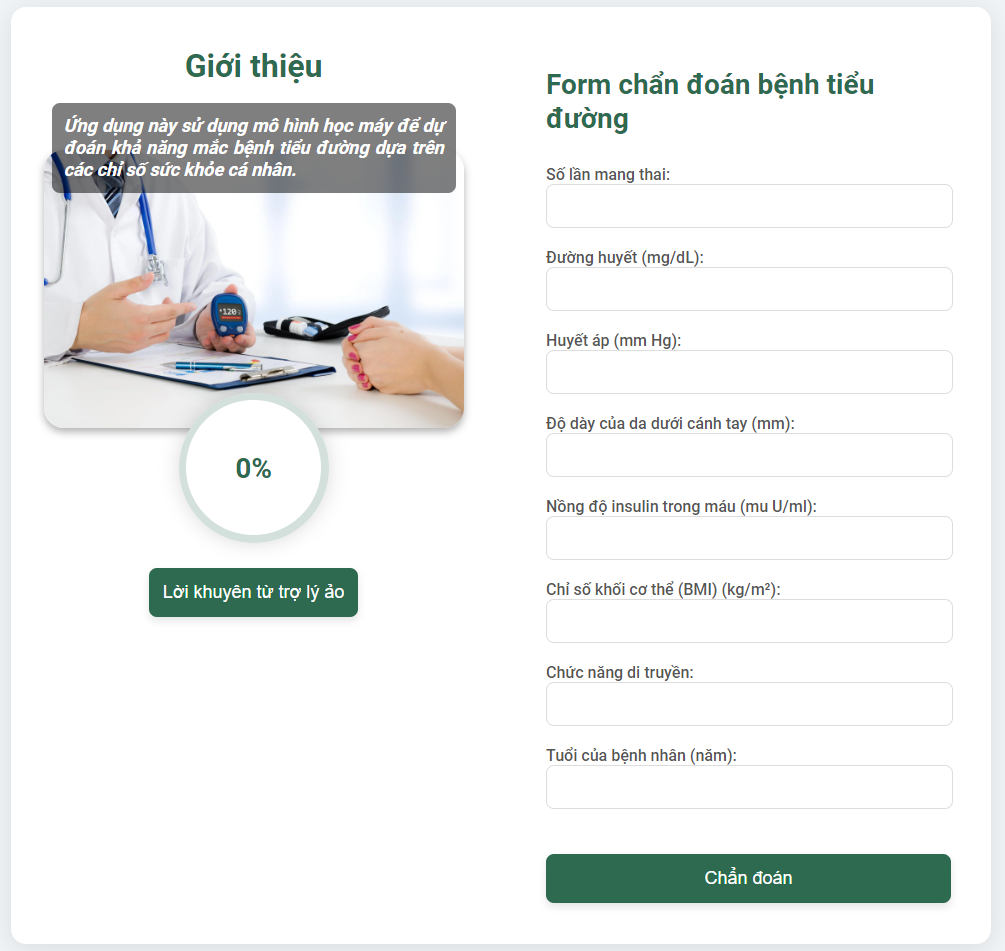 Giới thiệu
Ứng dụng này sử dụng mô hình học máy để dự
đoán khả năng mắc bệnh tiểu đường dựa trên
các chỉ số sức khỏe cá nhân.
120
0%
Lời khuyên từ trợ lý ảo
Form chẩn đoán bệnh tiểu
đường
Số lần mang thai:
Đường huyết (mg/dL):
Huyết áp (mm Hg):
Độ dày của da dưới cánh tay (mm):
Nồng độ insulin trong máu (mu U/ml):
Chỉ số khối cơ thể (BMI) (kg/m²):
Chức năng di truyền:
Tuổi của bệnh nhân (năm):
Chẩn đoán